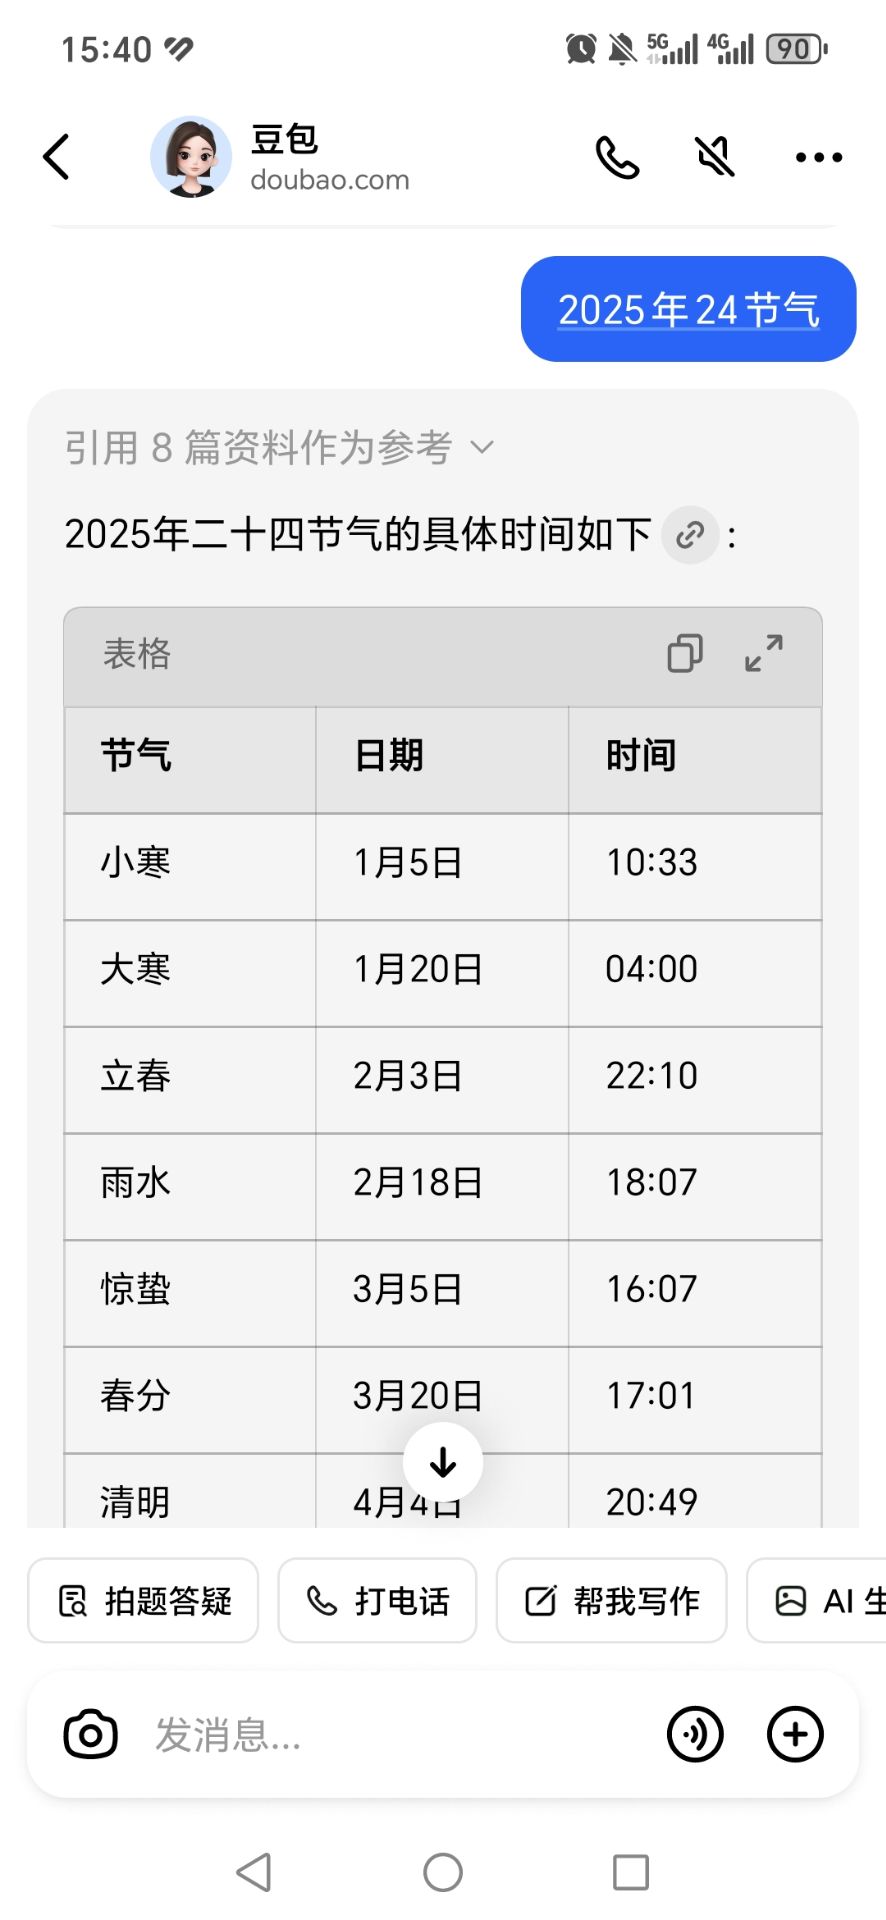 15:40 5G 4G 90
豆包
doubao.com
2025年24节气
引用 8 篇资料作为参考
2025年二十四节气的具体时间如下 :
表格
节气 日期 时间
小寒 1月5日 10:33
大寒 1月20日 04:00
立春 2月3日 22:10
雨水 2月18日 18:07
惊蛰 3月5日 16:07
春分 3月20日 17:01
清明 4月4日 20:49
拍题答疑 打电话 帮我写作 AI 生
发消息...